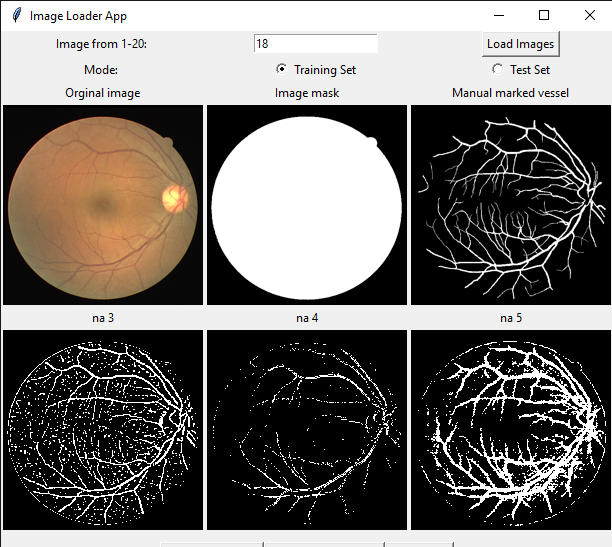 Image Loader App
Image from 1-20: 18 Load Images
Mode: Training Set Test Set
Orginal image Image mask Manual marked vessel
na 3 na 4 na 5